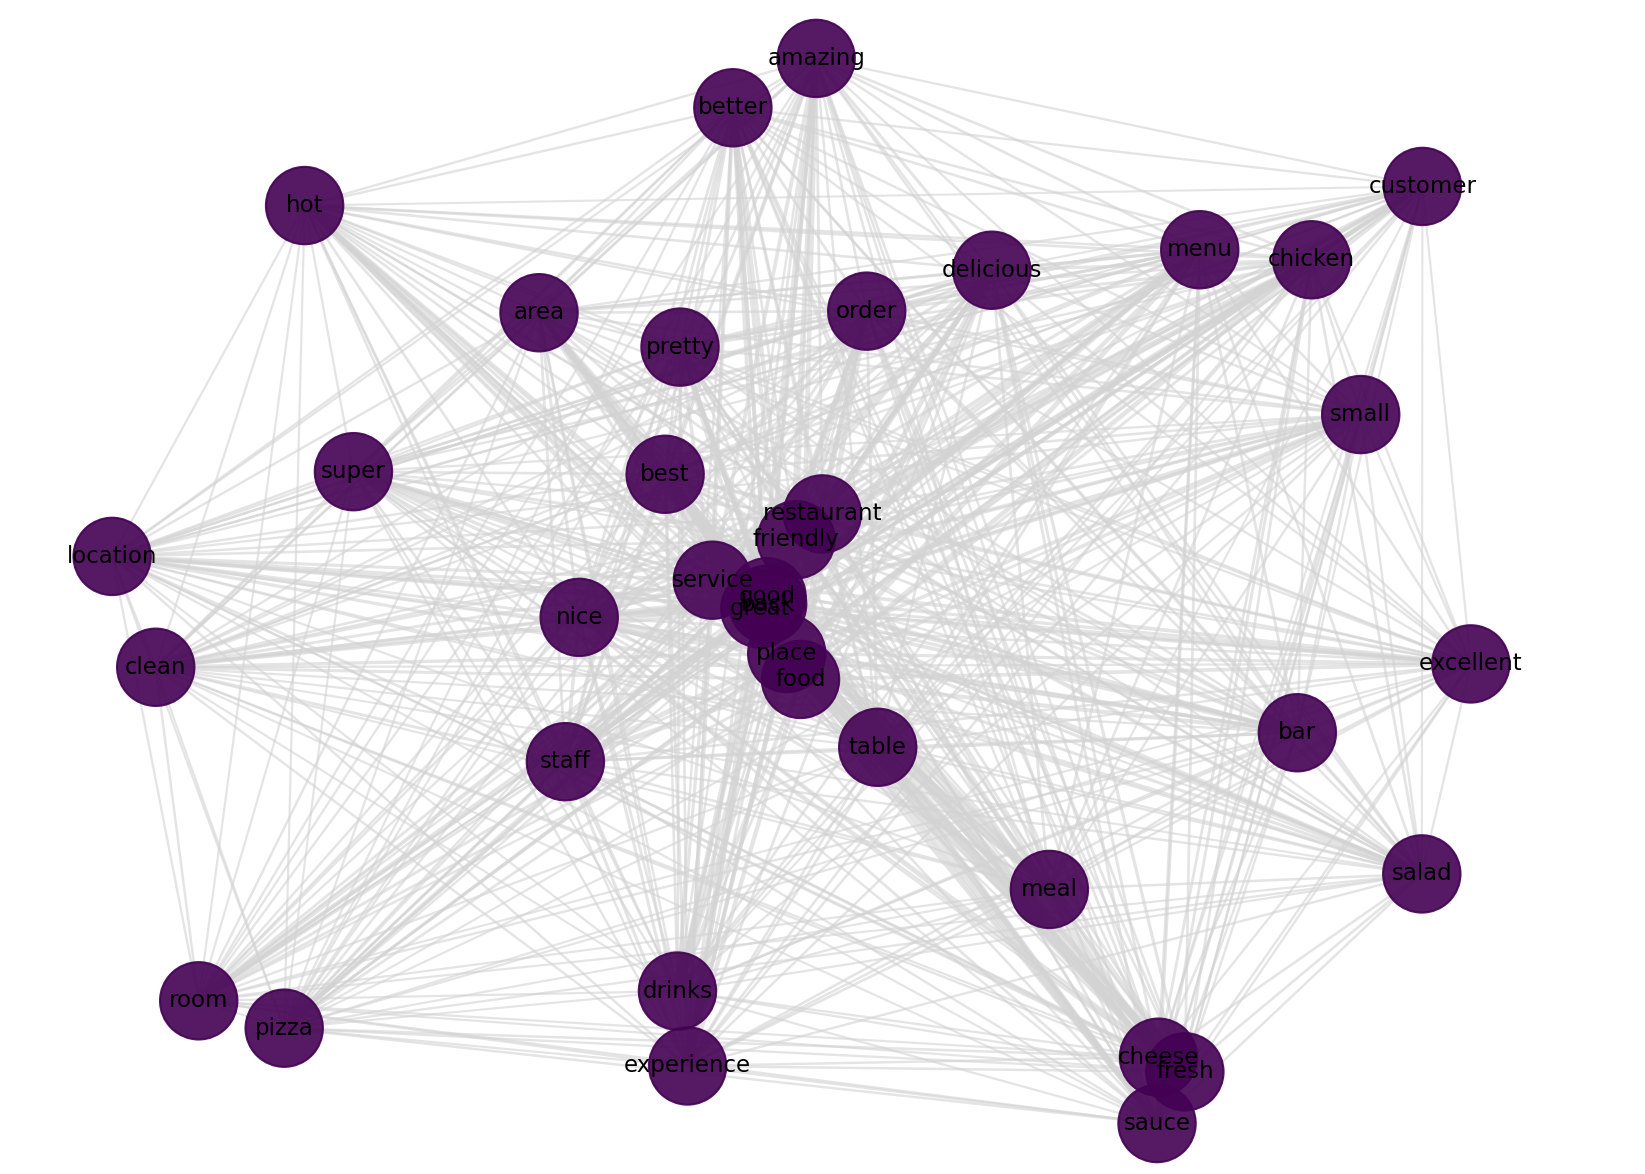 amazing
better
customer
hot
menu
chicken
delicious
area
order
pretty
small
super
best
restaurant
friendly
location
service
good
great
nice
place
clean
excellent
food
bar
table
staff
salad
meal
drinks
room
pizza
cheese
experience
fresh
sauce